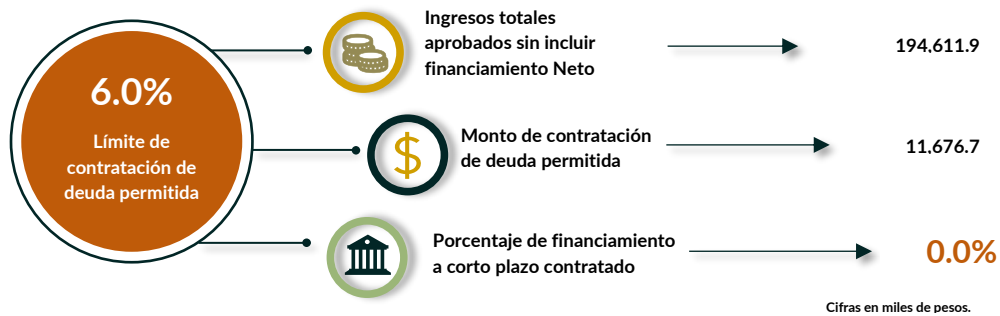 6.0%
Límite de
contratación de
deuda permitida
Ingresos totales
aprobados sin incluir
financiamiento Neto
194,611.9
$
Monto de contratación
de deuda permitida
11,676.7
Porcentaje de financiamiento
a corto plazo contratado
0.0%
Cifras en miles de pesos.